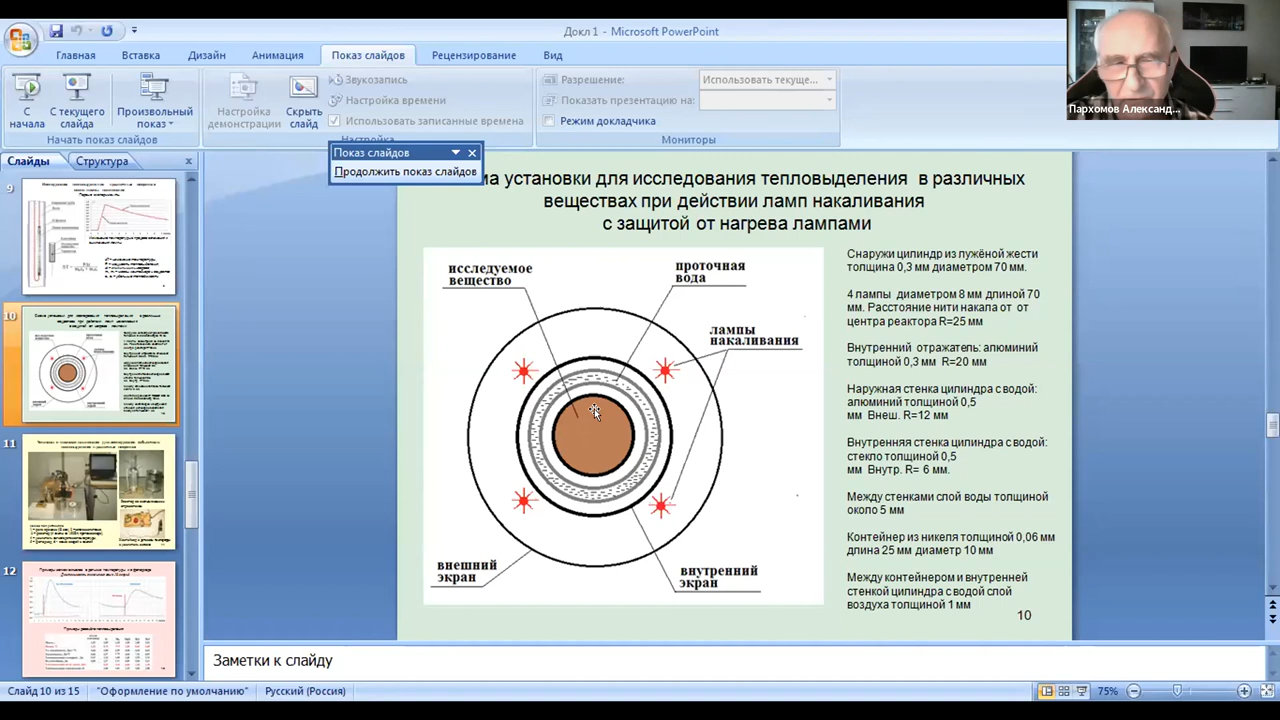 Докл 1 - Microsoft PowerPoint
Главная Вставка Дизайн Анимация Показ слайдов Рецензирование Вид
С начала
С текущего слайда
Произвольный показ
Начать показ слайдов
Настройка демонстрации
Скрыть слайд
Звукозапись
Настройка времени
Использовать записанные времена
Настройка
Разрешение: Использовать текуще...
Показать презентацию на:
Режим докладчика
Мониторы
Пархомов Александ...
Слайды Структура
Показ слайдов
Продолжить показ слайдов
9
10
11
12
установки для исследования тепловыделения в различных
веществах при действии ламп накаливания
с защитой от нагрева лампами
исследуемое
вещество
проточная
вода
лампы
накаливания
внешний
экран
внутренний
экран
Снаружи цилиндр из лужёной жести
толщина 0,3 мм диаметром 70 мм.
4 лампы диаметром 8 мм длиной 70
мм. Расстояние нити накала от от
центра реактора R=25 мм
Внутренний отражатель: алюминий
толщиной 0,3 мм R=20 мм
Наружная стенка цилиндра с водой:
алюминий толщиной 0,5
мм Внеш. R=12 мм
Внутренняя стенка цилиндра с водой:
стекло толщиной 0,5
мм Внутр. R= 6 мм.
Между стенками слой воды толщиной
около 5 мм
Контейнер из никеля толщиной 0,06 мм
длина 25 мм диаметр 10 мм
Между контейнером и внутренней
стенкой цилиндра с водой слой
воздуха толщиной 1 мм
10
Заметки к слайду
Слайд 10 из 15 "Оформление по умолчанию" Русский (Россия) 75%